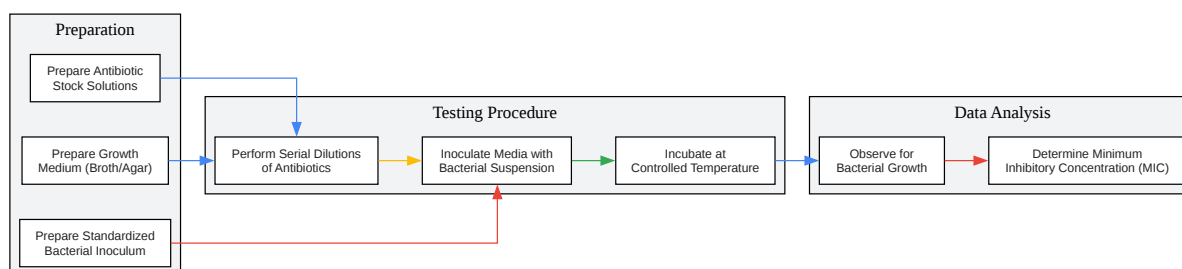 Preparation
Prepare Antibiotic
Stock Solutions
Prepare Growth
Medium (Broth/Agar)
Prepare Standardized
Bacterial Inoculum
Testing Procedure
Perform Serial Dilutions
of Antibiotics
Inoculate Media with
Bacterial Suspension
Incubate at
Controlled Temperature
Data Analysis
Observe for
Bacterial Growth
Determine Minimum
Inhibitory Concentration (MIC)